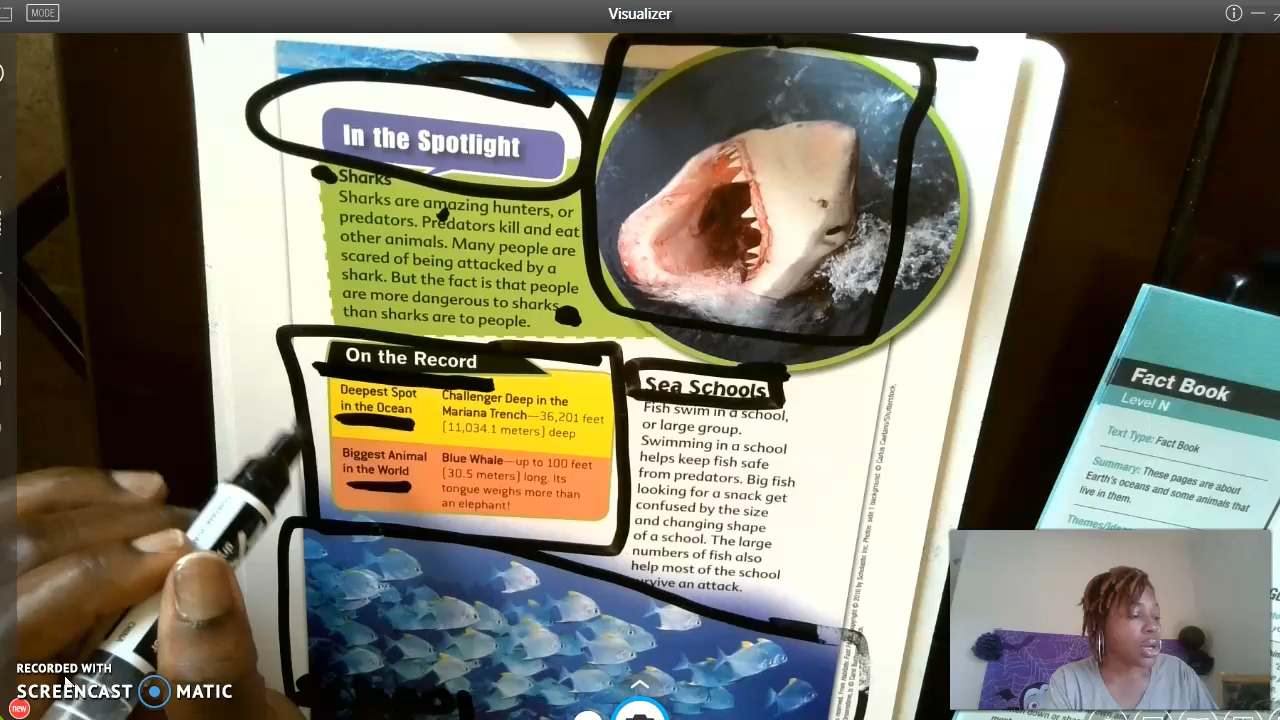 MODE
Visualizer
In the Spotlight
Sharks
Sharks are amazing hunters, or
predators. Predators kill and eat
other animals. Many people are
scared of being attacked by a
shark. But the fact is that people
are more dangerous to sharks
than sharks are to people.
On the Record
Deepest Spot
in the Ocean
Challenger Deep in the
Mariana Trench—36,201 feet
(11,034.1 meters) deep
Biggest Animal
in the World
Blue Whale—up to 100 feet
(30.5 meters) long. Its
tongue weighs more than
an elephant!
Sea Schools
Fish swim in a school,
or large group.
Swimming in a school
helps keep fish safe
from predators. Big fish
looking for a snack get
confused by the size
and changing shape
of a school. The large
numbers of fish also
help most of the school
survive an attack.
Fact Book
Level N
Text Type: Fact Book
Summary: These pages are about
Earth's oceans and some animals that
live in them.
RECORDED WITH
SCREENCAST MATIC
new